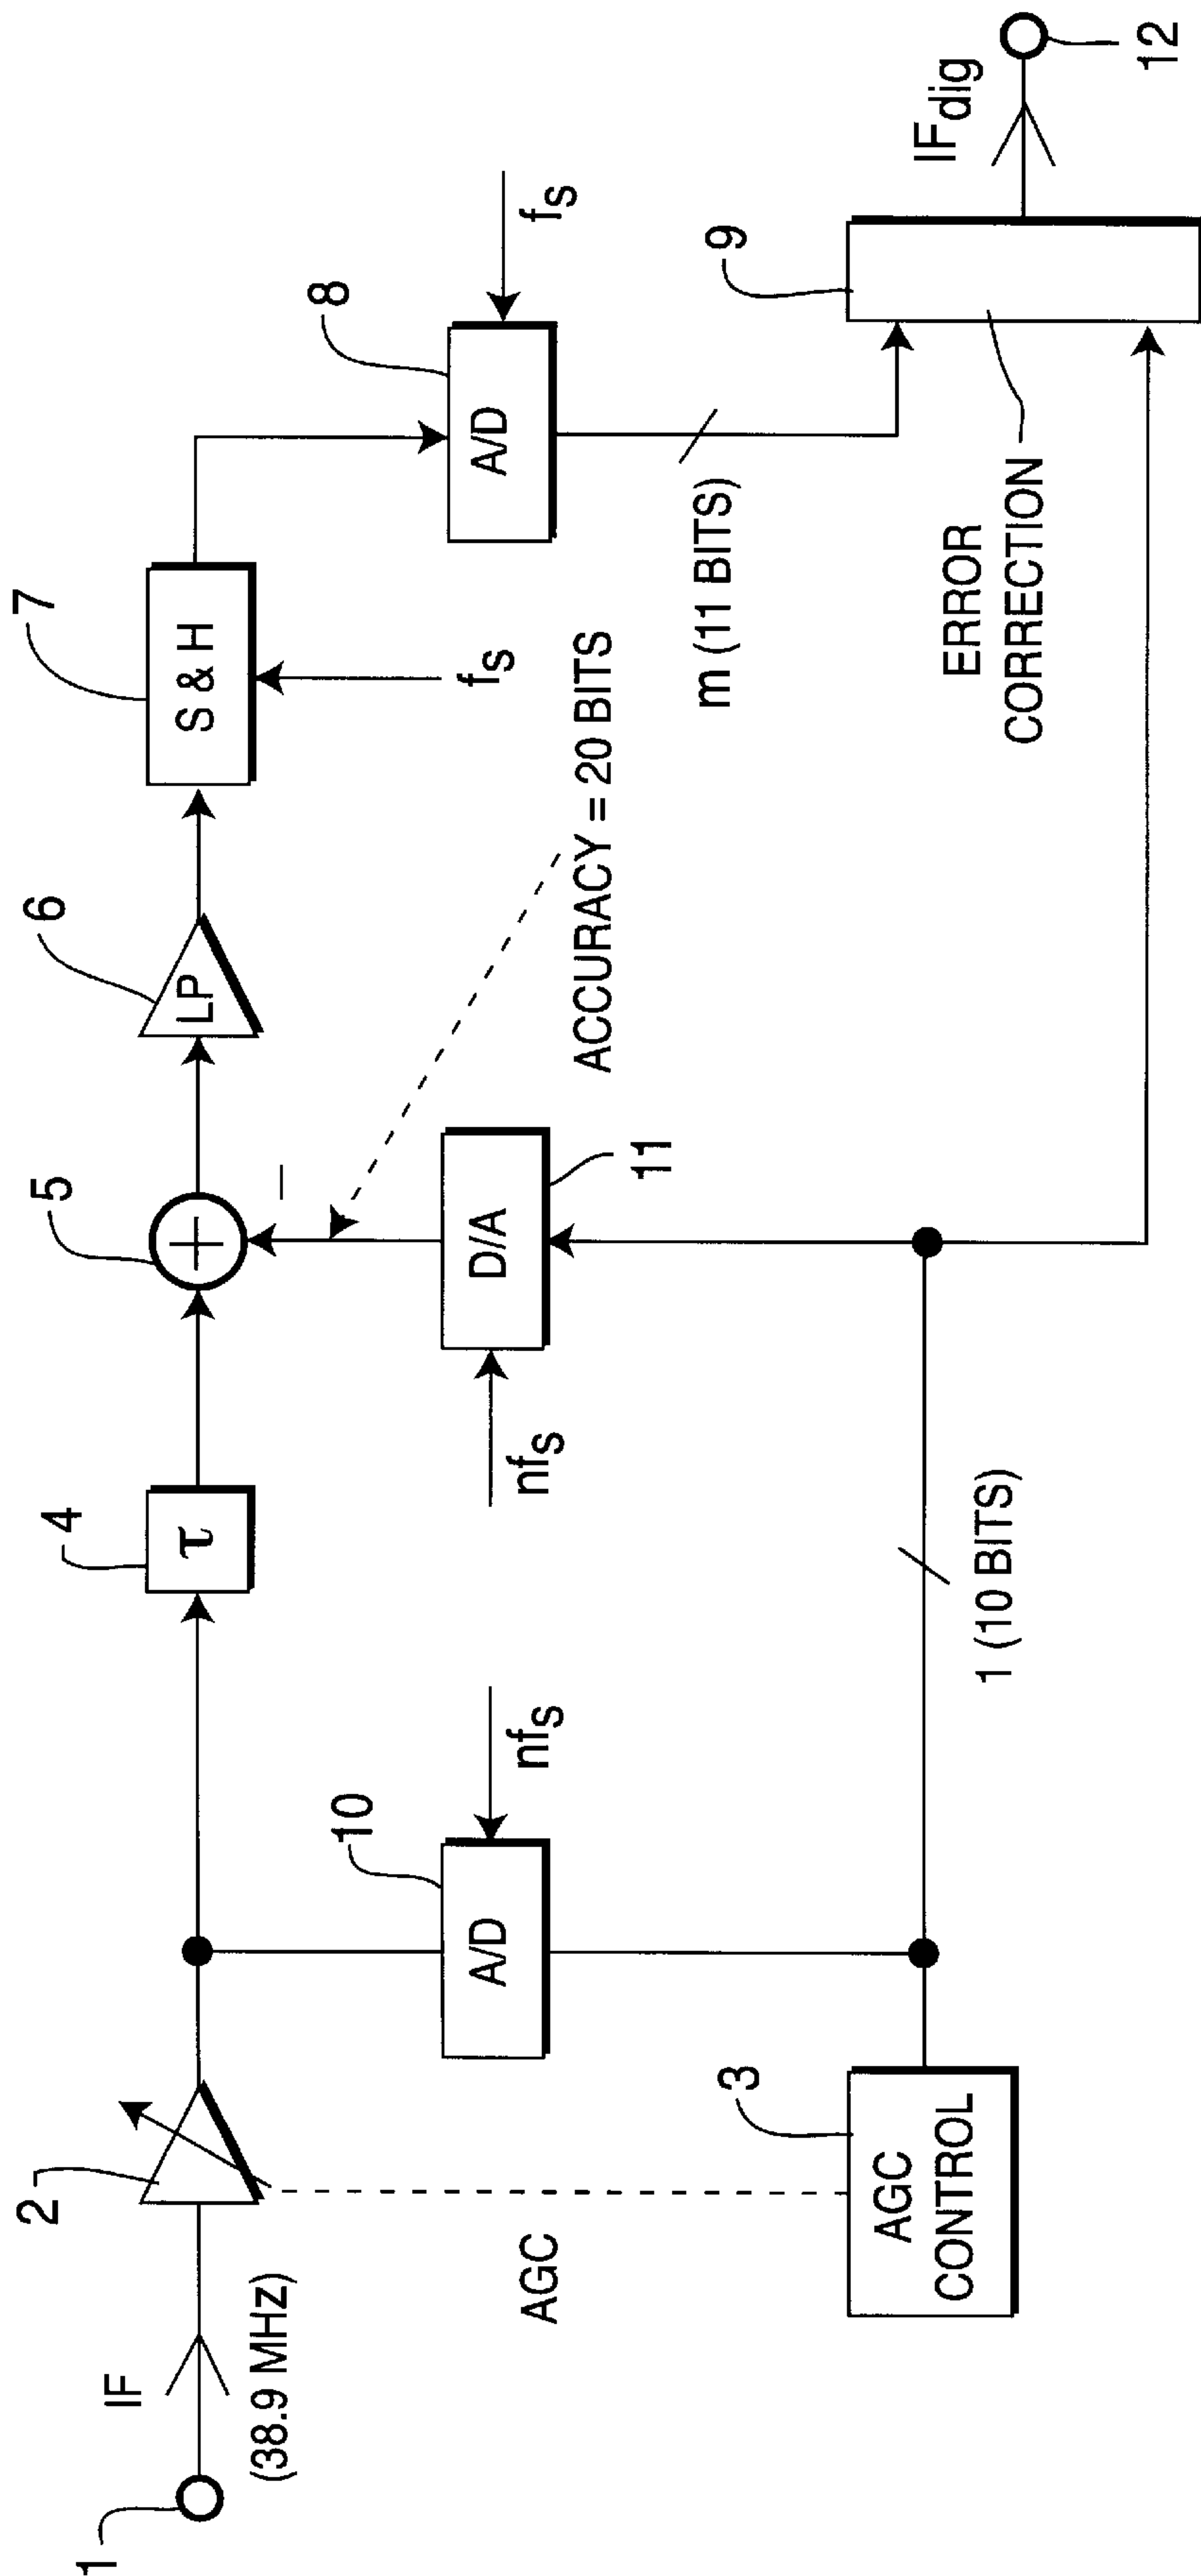 1
IF
(38.9 MHz)
2
AGC
3
AGC
CONTROL
10
A/D
nfs
4
τ
5
+
−
nfs
D/A
11
1 (10 BITS)
ACCURACY = 20 BITS
6
LP
7
S & H
fs
8
A/D
fs
m (11 BITS)
ERROR
CORRECTION
9
IFdig
12